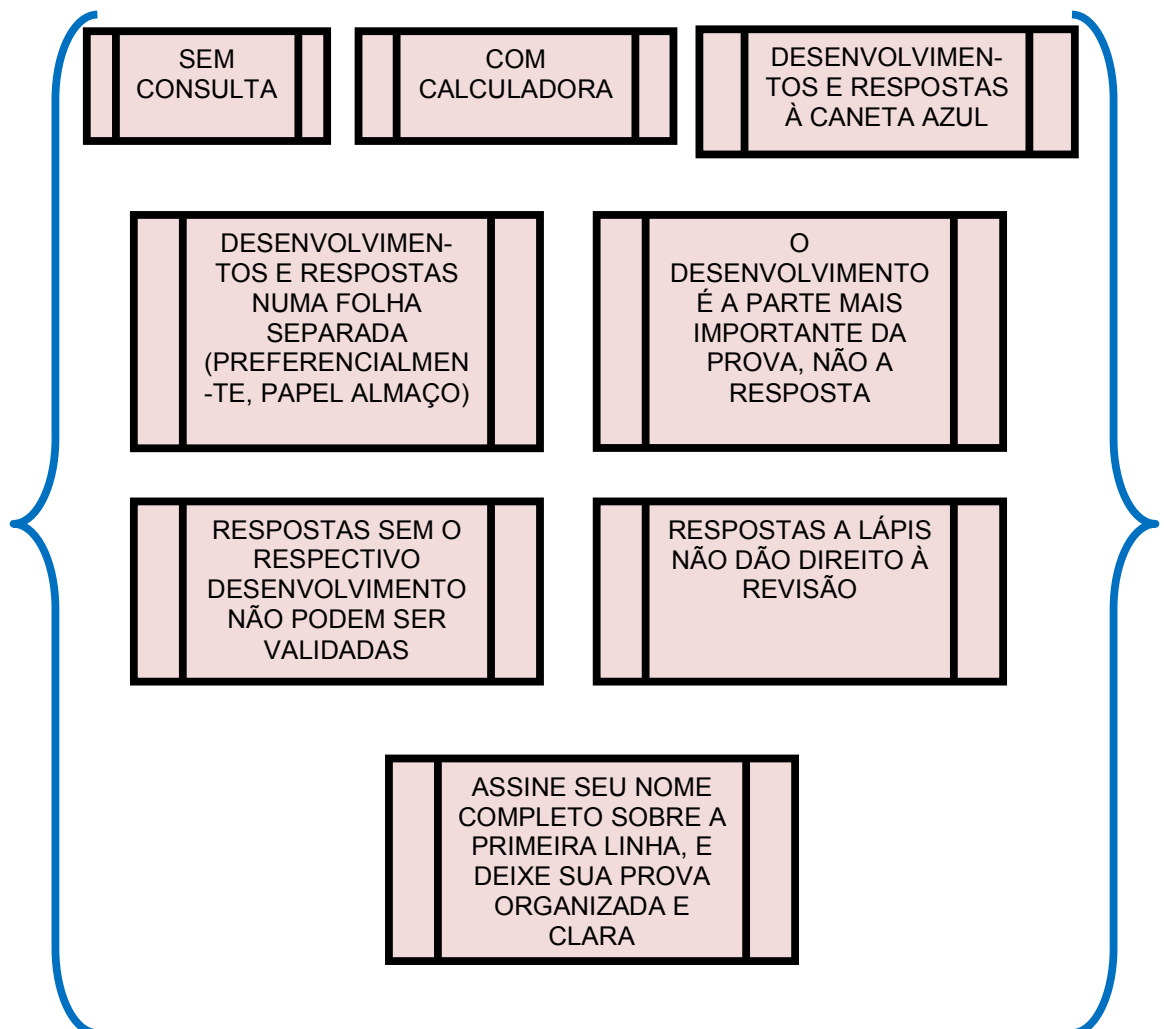 SEM
CONSULTA
COM
CALCULADORA
DESENVOLVIMEN-
TOS E RESPOSTAS
À CANETA AZUL
DESENVOLVIMEN-
TOS E RESPOSTAS
NUMA FOLHA
SEPARADA
(PREFERENCIALMEN
-TE, PAPEL ALMAÇO)
O
DESENVOLVIMENTO
É A PARTE MAIS
IMPORTANTE DA
PROVA, NÃO A
RESPOSTA
RESPOSTAS SEM O
RESPECTIVO
DESENVOLVIMENTO
NÃO PODEM SER
VALIDADAS
RESPOSTAS A LÁPIS
NÃO DÃO DIREITO À
REVISÃO
ASSINE SEU NOME
COMPLETO SOBRE A
PRIMEIRA LINHA, E
DEIXE SUA PROVA
ORGANIZADA E
CLARA